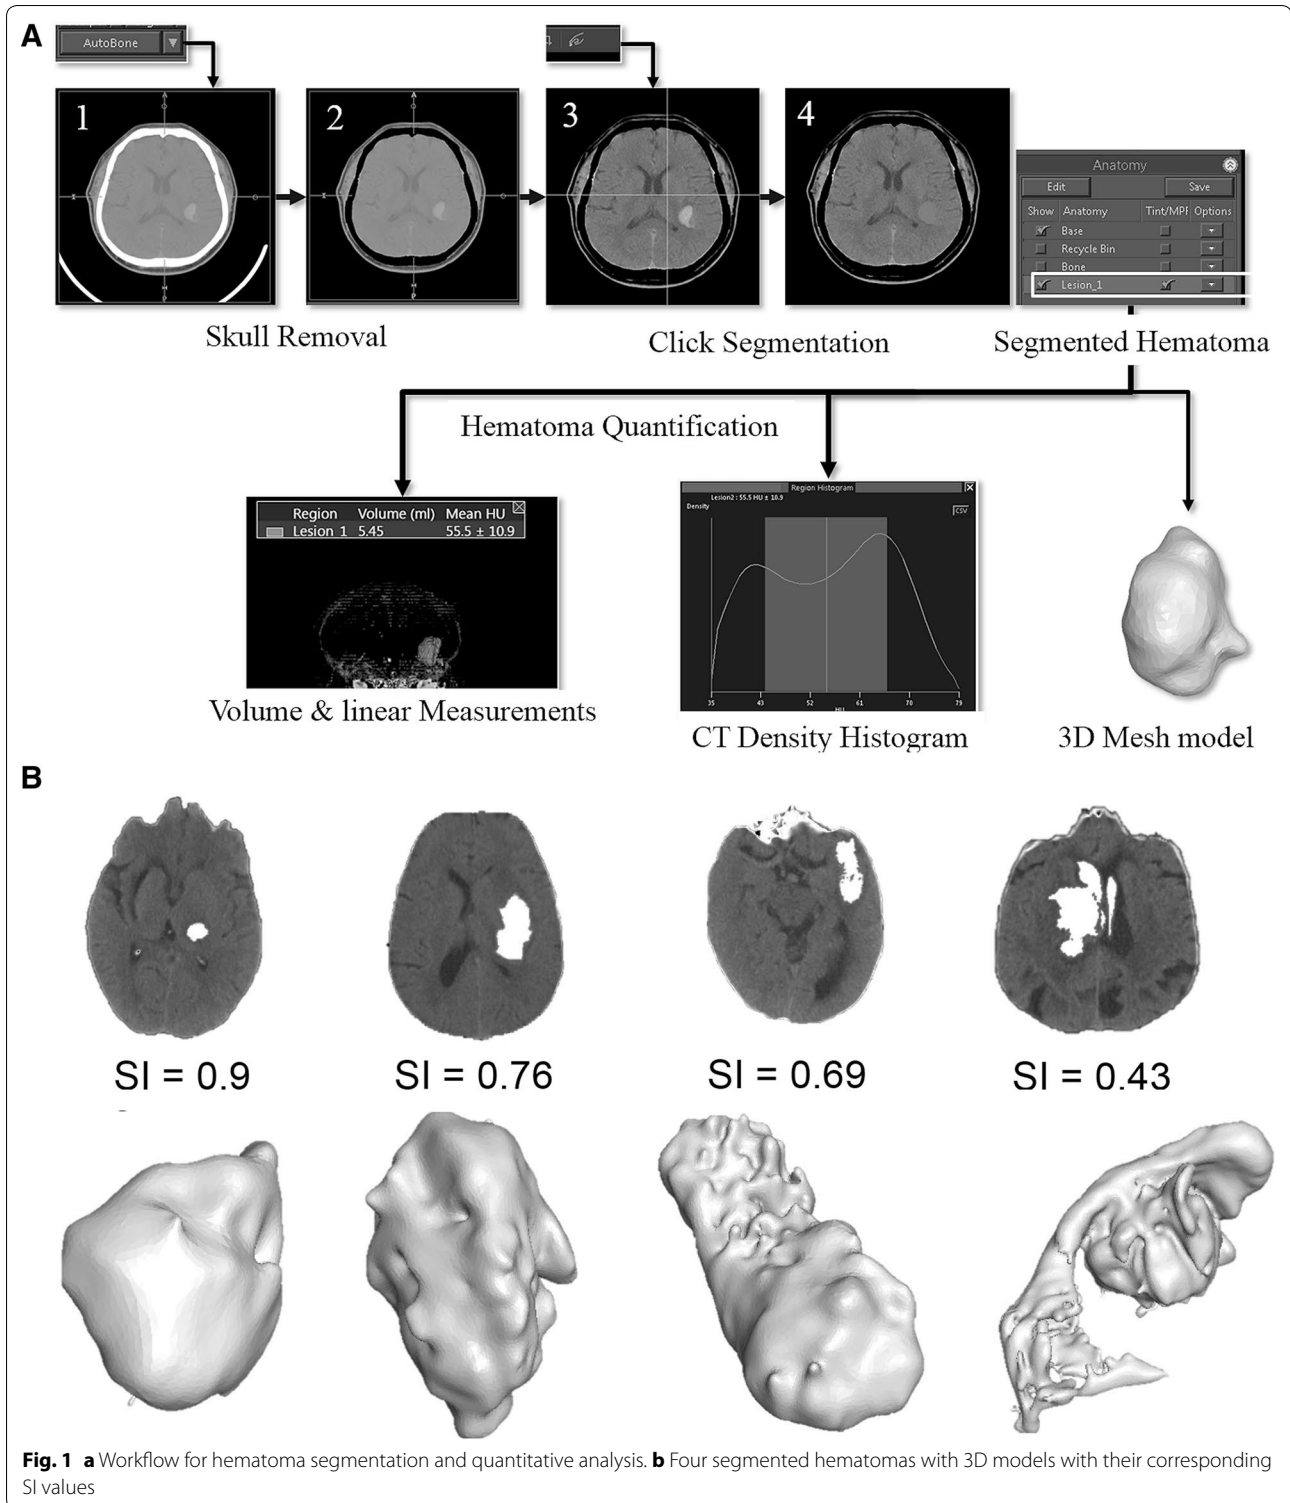 A
AutoBone
1
2
3
4
Anatomy
Edit
Save
Show Anatomy Tint/MPF Options
Base
Recycle Bin
Bone
Lesion_1
Skull Removal
Click Segmentation
Segmented Hematoma
Hematoma Quantification
Region Volume (ml) Mean HU
Lesion 1 5.45 55.5 ± 10.9
Region Histogram
Lesion2 : 55.5 HU ± 10.9
Density
CSV
35 43 52 61 70 79
HU
Volume & linear Measurements
CT Density Histogram
3D Mesh model
B
SI = 0.9
SI = 0.76
SI = 0.69
SI = 0.43
Fig. 1 a Workflow for hematoma segmentation and quantitative analysis. b Four segmented hematomas with 3D models with their corresponding
SI values